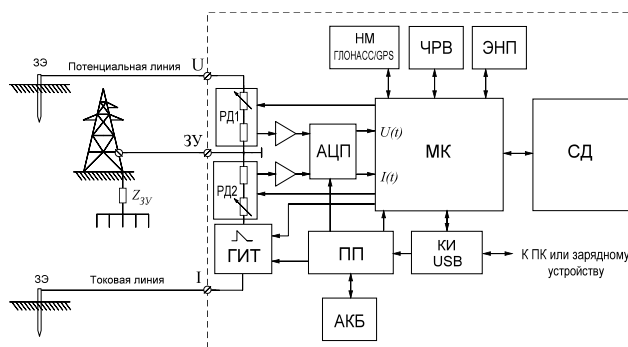 НМ
ГЛОНАСС/GPS
ЧРВ
ЭНП
ЗЭ
Потенциальная линия
U
РД1
U(t)
ЗУ
АЦП
МК
СД
I(t)
РД2
Z_ЗУ
ГИТ
ПП
КИ
USB
К ПК или зарядному
устройству
ЗЭ
Токовая линия
I
АКБ